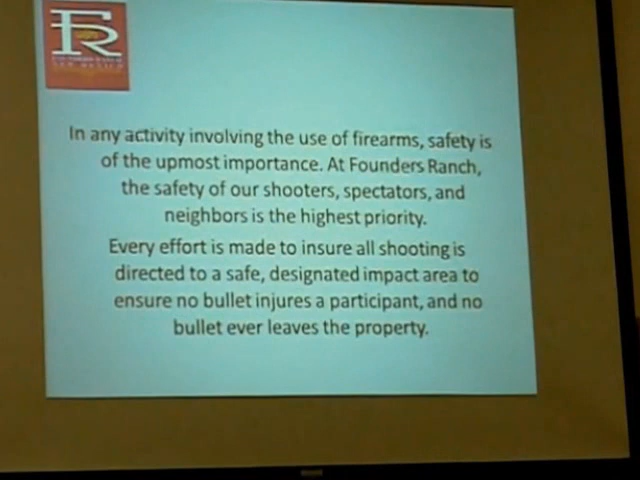 FR
In any activity involving the use of firearms, safety is
of the upmost importance. At Founders Ranch,
the safety of our shooters, spectators, and
neighbors is the highest priority.
Every effort is made to insure all shooting is
directed to a safe, designated impact area to
ensure no bullet injures a participant, and no
bullet ever leaves the property.